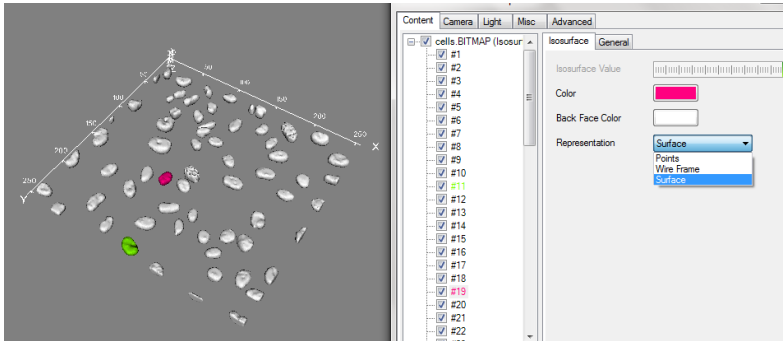 Content Camera Light Misc Advanced
cells.BITMAP (Isosur
#1
#2
#3
#4
#5
#6
#7
#8
#9
#10
#11
#12
#13
#14
#15
#16
#17
#18
#19
#20
#21
#22
Isosurface General
Isosurface Value
Color
Back Face Color
Representation Surface
Points
Wire Frame
Surface
50
100
150
200
250
X
50
100
150
200
250
Y
Z